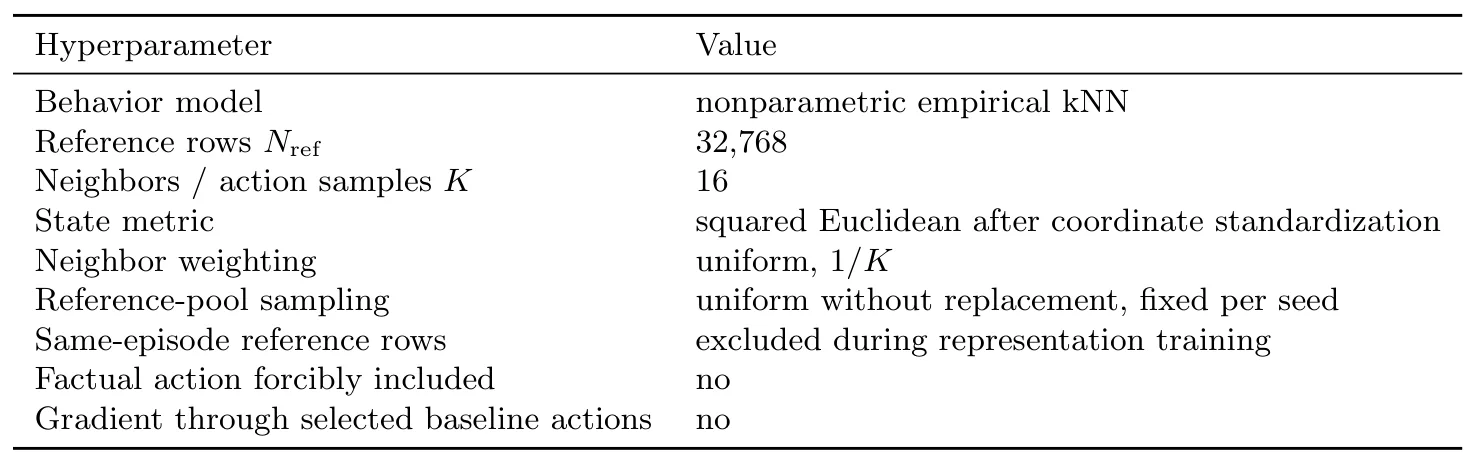 Hyperparameter Value
Behavior model nonparametric empirical kNN
Reference rows N_ref 32,768
Neighbors / action samples K 16
State metric squared Euclidean after coordinate standardization
Neighbor weighting uniform, 1/K
Reference-pool sampling uniform without replacement, fixed per seed
Same-episode reference rows excluded during representation training
Factual action forcibly included no
Gradient through selected baseline actions no